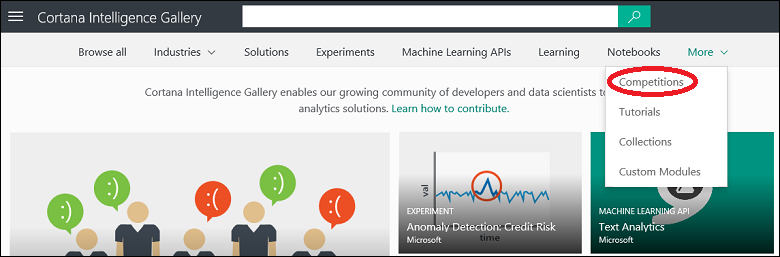 Cortana Intelligence Gallery
Browse all Industries Solutions Experiments Machine Learning APIs Learning Notebooks More
Competitions
Tutorials
Collections
Custom Modules
Cortana Intelligence Gallery enables our growing community of developers and data scientists to
analytics solutions. Learn how to contribute.
:) :( :) :( :)
val
time
EXPERIMENT
Anomaly Detection: Credit Risk
Microsoft
MACHINE LEARNING API
Text Analytics
Microsoft